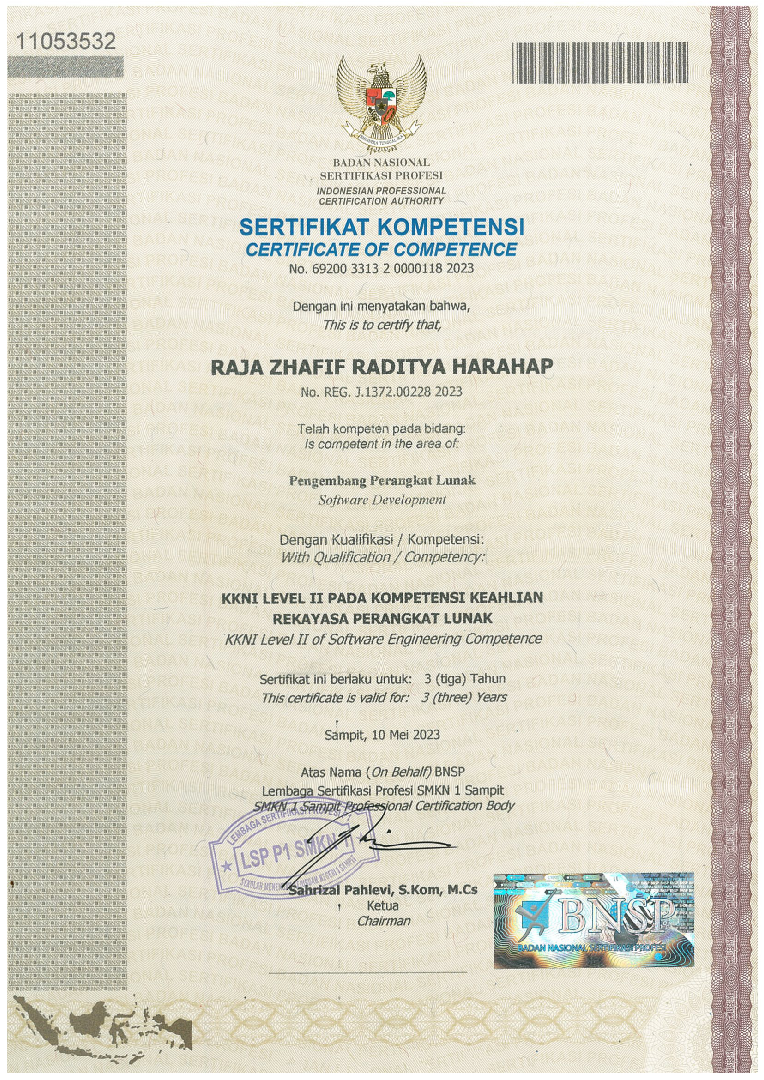 11053532
BADAN NASIONAL
SERTIFIKASI PROFESI
INDONESIAN PROFESSIONAL
CERTIFICATION AUTHORITY
SERTIFIKAT KOMPETENSI
CERTIFICATE OF COMPETENCE
No. 69200 3313 2 0000118 2023
Dengan ini menyatakan bahwa,
This is to certify that,
RAJA ZHAFIF RADITYA HARAHAP
No. REG. J.1372.00228 2023
Telah kompeten pada bidang:
is competent in the area of:
Pengembang Perangkat Lunak
Software Development
Dengan Kualifikasi / Kompetensi:
With Qualification / Competency:
KKNI LEVEL II PADA KOMPETENSI KEAHLIAN
REKAYASA PERANGKAT LUNAK
KKNI Level II of Software Engineering Competence
Sertifikat ini berlaku untuk: 3 (tiga) Tahun
This certificate is valid for: 3 (three) Years
Sampit, 10 Mei 2023
Atas Nama (On Behalf) BNSP
Lembaga Sertifikasi Profesi SMKN 1 Sampit
SMKN 1 Sampit Professional Certification Body
LEMBAGA SERTIFIKASI PROFESI
LSP P1 SMKN 1
Sahrizal Pahlevi, S.Kom, M.Cs
Ketua
Chairman
BNSP
BADAN NASIONAL SERTIFIKASI PROFESI